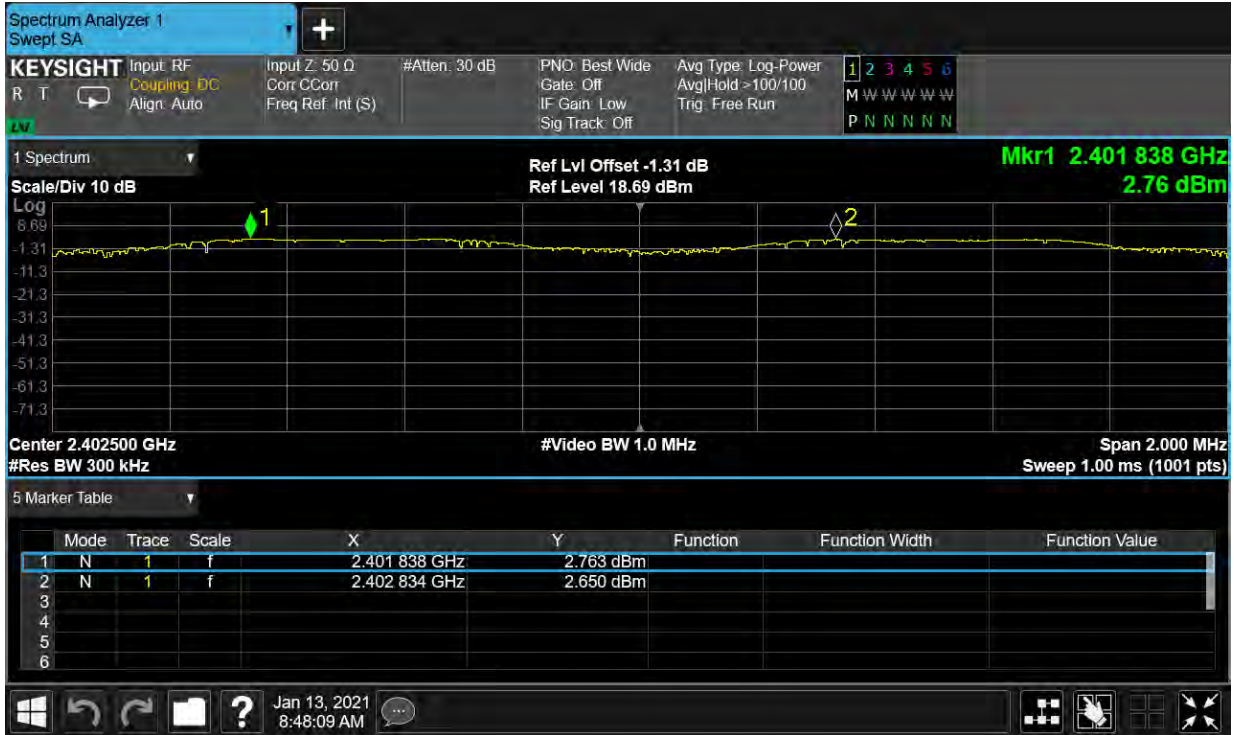 Spectrum Analyzer 1
Swept SA
KEYSIGHT Input: RF Input Z: 50 Ω #Atten: 30 dB PNO: Best Wide Avg Type: Log-Power 1 2 3 4 5 6
R T Coupling: DC Corr CCorr Gate: Off Avg|Hold: >100/100 M W W W W W
Align: Auto Freq Ref: Int (S) IF Gain: Low Trig: Free Run P N N N N N
Sig Track: Off
LXI
1 Spectrum Ref Lvl Offset -1.31 dB Mkr1 2.401 838 GHz
Scale/Div 10 dB Ref Level 18.69 dBm 2.76 dBm
Log
8.69 1 2
-1.31
-11.3
-21.3
-31.3
-41.3
-51.3
-61.3
-71.3
Center 2.402500 GHz #Video BW 1.0 MHz Span 2.000 MHz
#Res BW 300 kHz Sweep 1.00 ms (1001 pts)
5 Marker Table
Mode Trace Scale X Y Function Function Width Function Value
1 N 1 f 2.401 838 GHz 2.763 dBm
2 N 1 f 2.402 834 GHz 2.650 dBm
3
4
5
6
? Jan 13, 2021
8:48:09 AM